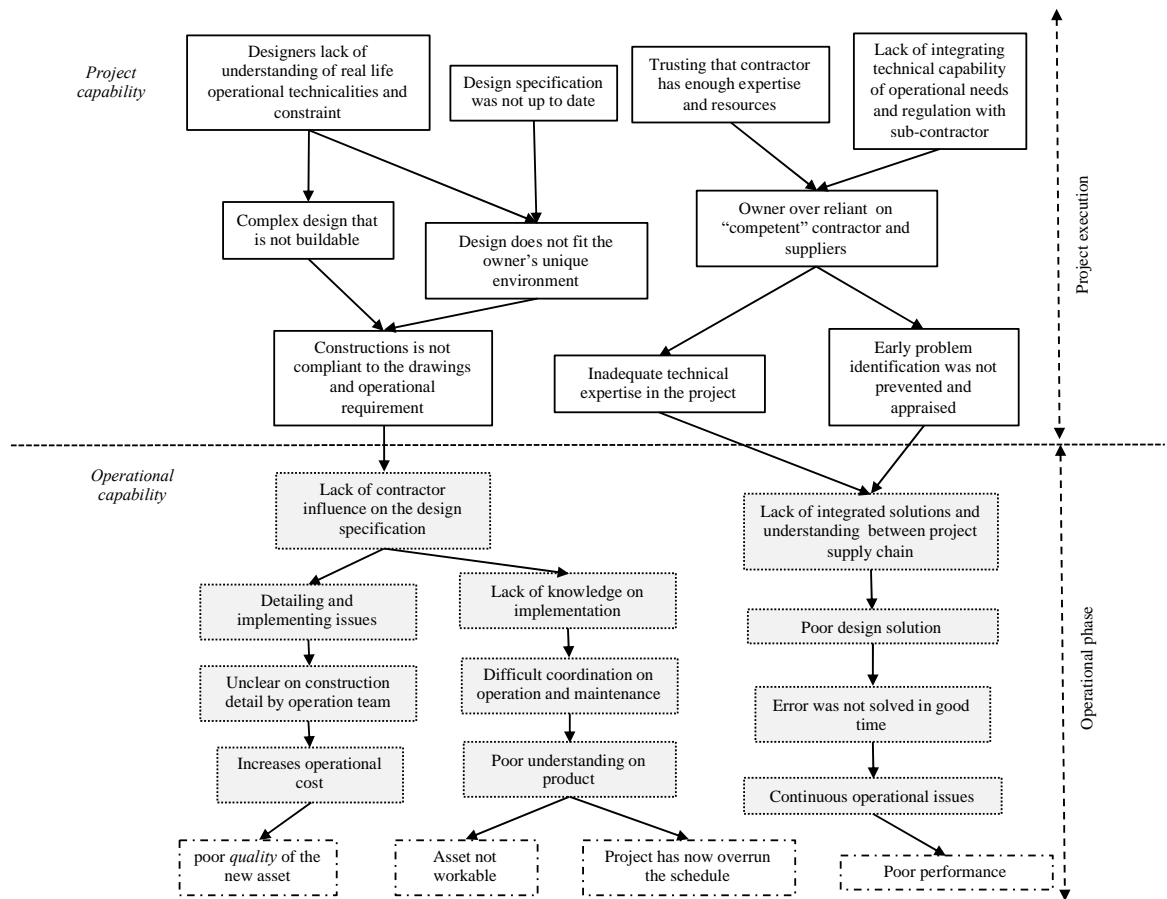 Project
capability
Designers lack of
understanding of real life
operational technicalities and
constraint
Design specification
was not up to date
Trusting that contractor
has enough expertise
and resources
Lack of integrating
technical capability
of operational needs
and regulation with
sub-contractor
Project execution
Complex design that
is not buildable
Design does not fit the
owner’s unique
environment
Owner over reliant on
“competent” contractor and
suppliers
Constructions is not
compliant to the drawings
and operational
requirement
Inadequate technical
expertise in the project
Early problem
identification was not
prevented and
appraised
Operational
capability
Lack of contractor
influence on the design
specification
Lack of integrated solutions and
understanding between project
supply chain
Operational phase
Detailing and
implementing issues
Lack of knowledge on
implementation
Poor design solution
Unclear on construction
detail by operation team
Difficult coordination on
operation and maintenance
Error was not solved in good
time
Increases operational
cost
Poor understanding on
product
Continuous operational issues
poor quality of the
new asset
Asset not
workable
Project has now overrun
the schedule
Poor performance